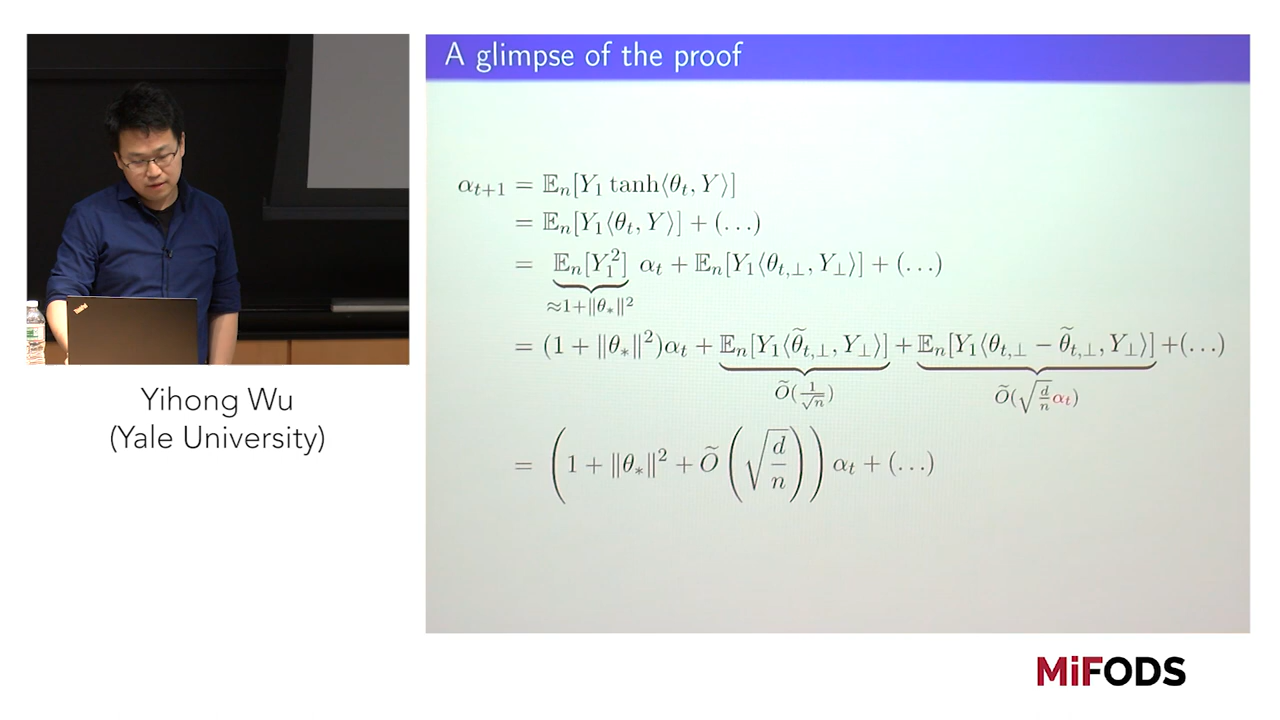 A glimpse of the proof
α_{t+1} = 𝔼_n[Y_1 tanh⟨θ_t, Y⟩]
= 𝔼_n[Y_1⟨θ_t, Y⟩] + (...)
= 𝔼_n[Y_1^2] α_t + 𝔼_n[Y_1⟨θ_{t,⊥}, Y_⊥⟩] + (...)
≈1+‖θ_*‖^2
= (1 + ‖θ_*‖^2)α_t + 𝔼_n[Y_1⟨θ̃_{t,⊥}, Y_⊥⟩] + 𝔼_n[Y_1⟨θ_{t,⊥} − θ̃_{t,⊥}, Y_⊥⟩] +(...)
Õ(1/√n) Õ(√(d/n) α_t)
= (1 + ‖θ_*‖^2 + Õ(√(d/n))) α_t + (...)
ThinkPad
Yihong Wu
(Yale University)
MiFODS